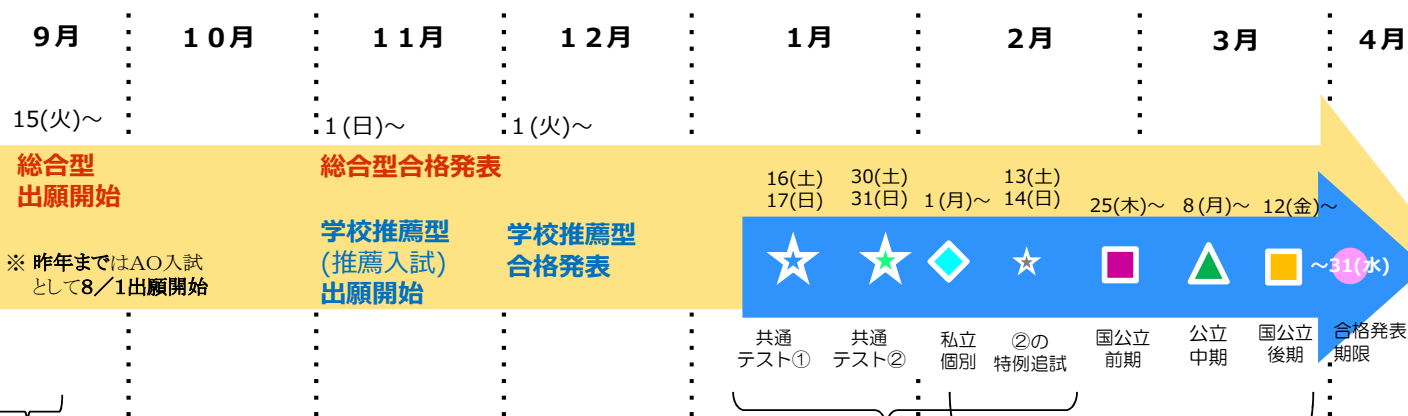 9月
10月
11月
12月
1月
2月
3月
4月
15(火)～
1(日)～
1(火)～
総合型
出願開始
総合型合格発表
※ 昨年まではAO入試
として8／1出願開始
学校推薦型
(推薦入試)
出願開始
学校推薦型
合格発表
16(土)
17(日)
30(土)
31(日)
1(月)～
13(土)
14(日)
25(木)～
8(月)～
12(金)～
～31(水)
共通
テスト①
共通
テスト②
私立
個別
②の
特例追試
国公立
前期
公立
中期
国公立
後期
合格発表
期限